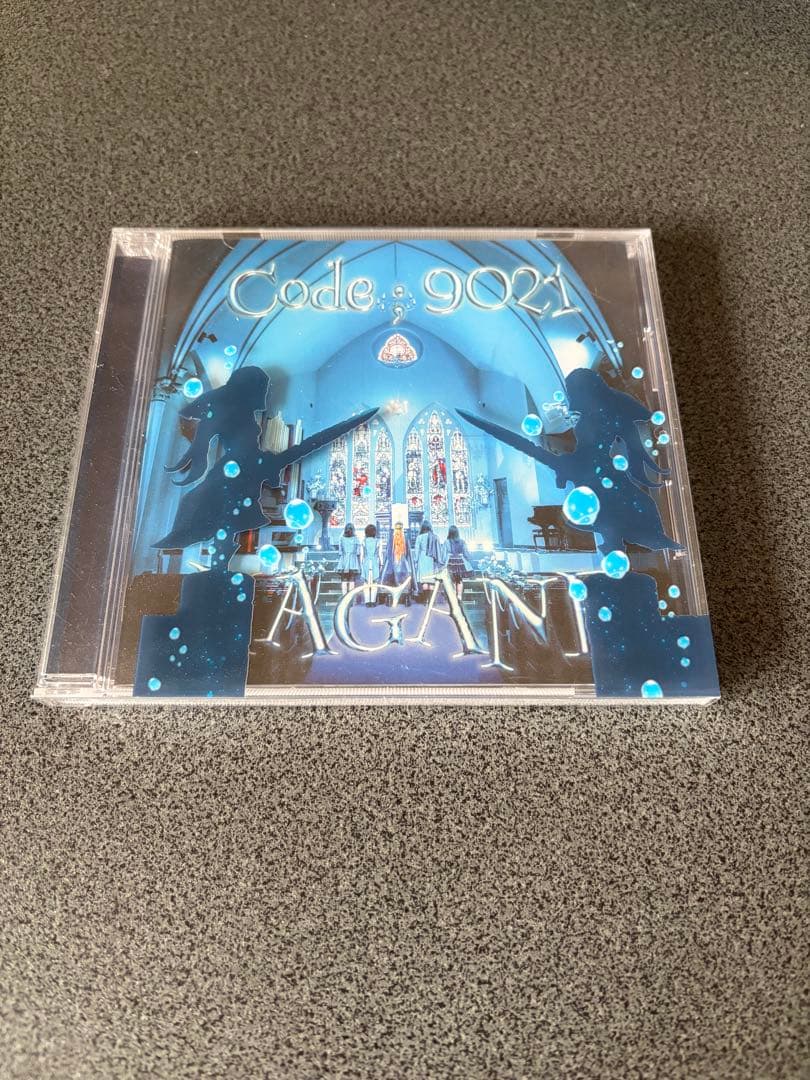 Code ; 9021
AGANI